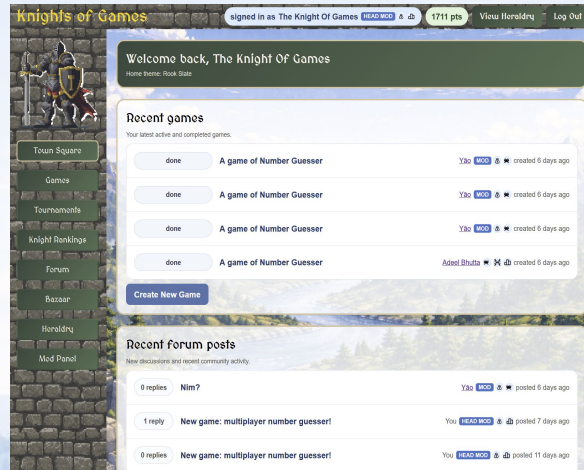 Knights of Games
signed in as The Knight Of Games HEAD MOD
1711 pts
View Heraldry
Log Out
Town Square
Games
Tournaments
Knight Rankings
Forum
Bazaar
Heraldry
Mod Panel
Welcome back, The Knight Of Games
Home theme: Rook Slate
Recent games
Your latest active and completed games.
done A game of Number Guesser Yāo MOD created 6 days ago
done A game of Number Guesser Yāo MOD created 6 days ago
done A game of Number Guesser Yāo MOD created 6 days ago
done A game of Number Guesser Adeel Bhutta created 6 days ago
Create New Game
Recent forum posts
New discussions and recent community activity.
0 replies Nim? Yāo MOD posted 6 days ago
1 reply New game: multiplayer number guesser! You HEAD MOD posted 7 days ago
0 replies New game: multiplayer number guesser! You HEAD MOD posted 11 days ago